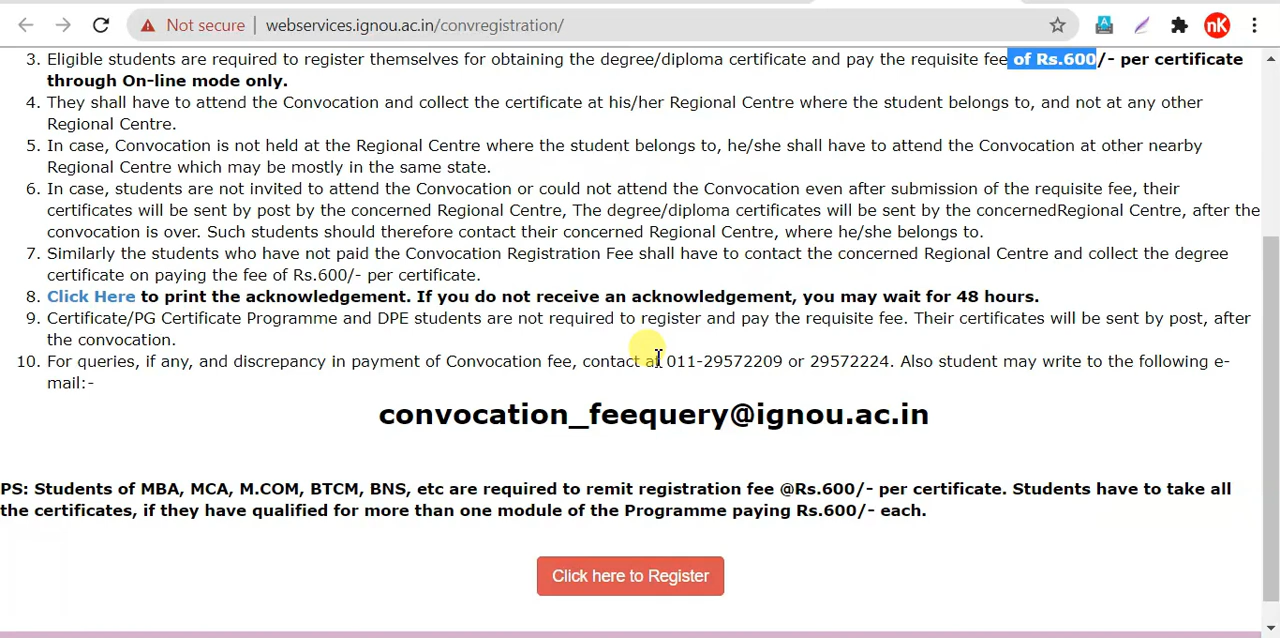 Not secure | webservices.ignou.ac.in/convregistration/
nK
3. Eligible students are required to register themselves for obtaining the degree/diploma certificate and pay the requisite fee of Rs.600/- per certificate
through On-line mode only.
4. They shall have to attend the Convocation and collect the certificate at his/her Regional Centre where the student belongs to, and not at any other
Regional Centre.
5. In case, Convocation is not held at the Regional Centre where the student belongs to, he/she shall have to attend the Convocation at other nearby
Regional Centre which may be mostly in the same state.
6. In case, students are not invited to attend the Convocation or could not attend the Convocation even after submission of the requisite fee, their
certificates will be sent by post by the concerned Regional Centre, The degree/diploma certificates will be sent by the concernedRegional Centre, after the
convocation is over. Such students should therefore contact their concerned Regional Centre, where he/she belongs to.
7. Similarly the students who have not paid the Convocation Registration Fee shall have to contact the concerned Regional Centre and collect the degree
certificate on paying the fee of Rs.600/- per certificate.
8. Click Here to print the acknowledgement. If you do not receive an acknowledgement, you may wait for 48 hours.
9. Certificate/PG Certificate Programme and DPE students are not required to register and pay the requisite fee. Their certificates will be sent by post, after
the convocation.
10. For queries, if any, and discrepancy in payment of Convocation fee, contact at 011-29572209 or 29572224. Also student may write to the following e-
mail:-
convocation_feequery@ignou.ac.in
PS: Students of MBA, MCA, M.COM, BTCM, BNS, etc are required to remit registration fee @Rs.600/- per certificate. Students have to take all
the certificates, if they have qualified for more than one module of the Programme paying Rs.600/- each.
Click here to Register